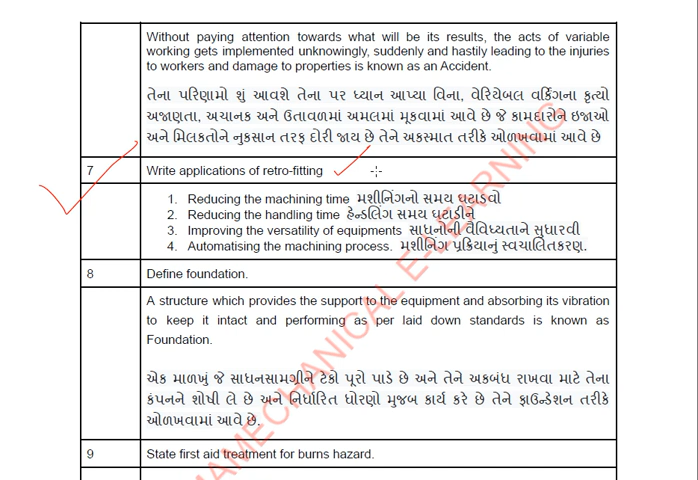 Without paying attention towards what will be its results, the acts of variable
working gets implemented unknowingly, suddenly and hastily leading to the injuries
to workers and damage to properties is known as an Accident.
તેના પરિણામો શું આવશે તેના પર ધ્યાન આપ્યા વિના, વેરિયેબલ વર્કિંગના કૃત્યો
અજાણતા, અચાનક અને ઉતાવળમાં અમલમાં મૂકવામાં આવે છે જે કામદારોને ઇજાઓ
અને મિલકતોને નુકસાન તરફ દોરી જાય છે તેને અકસ્માત તરીકે ઓળખવામાં આવે છે
7 Write applications of retro-fitting
1. Reducing the machining time મશીનિંગનો સમય ઘટાડવો
2. Reducing the handling time હેન્ડલિંગ સમય ઘટાડીને
3. Improving the versatility of equipments સાધનોની વૈવિધ્યતાને સુધારવી
4. Automatising the machining process. મશીનિંગ પ્રક્રિયાનું સ્વચાલિતકરણ.
8 Define foundation.
A structure which provides the support to the equipment and absorbing its vibration
to keep it intact and performing as per laid down standards is known as
Foundation.
એક માળખું જે સાધનસામગ્રીને ટેકો પૂરો પાડે છે અને તેને અકબંધ રાખવા માટે તેના
કંપનને શોષી લે છે અને નિર્ધારિત ધોરણો મુજબ કાર્ય કરે છે તેને ફાઉન્ડેશન તરીકે
ઓળખવામાં આવે છે.
9 State first aid treatment for burns hazard.
AMECHANICAL E-LEARNING